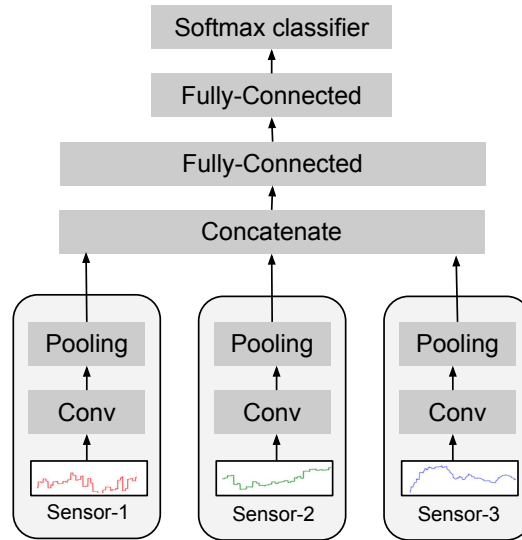 Softmax classifier
Fully-Connected
Fully-Connected
Concatenate
Pooling
Pooling
Pooling
Conv
Conv
Conv
Sensor-1
Sensor-2
Sensor-3